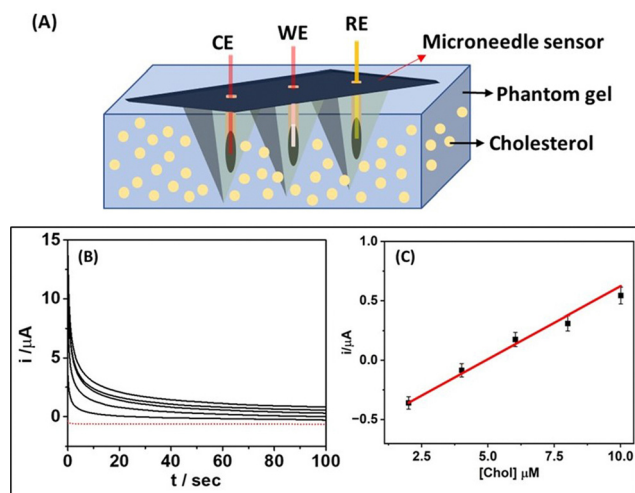 (A)
CE
WE
RE
Microneedle sensor
Phantom gel
Cholesterol
(B)
i /µA
15
10
5
0
0 20 40 60 80 100
t / sec
(C)
i/µA
1.0
0.5
0.0
−0.5
2.5 5.0 7.5 10.0
[Chol] µM